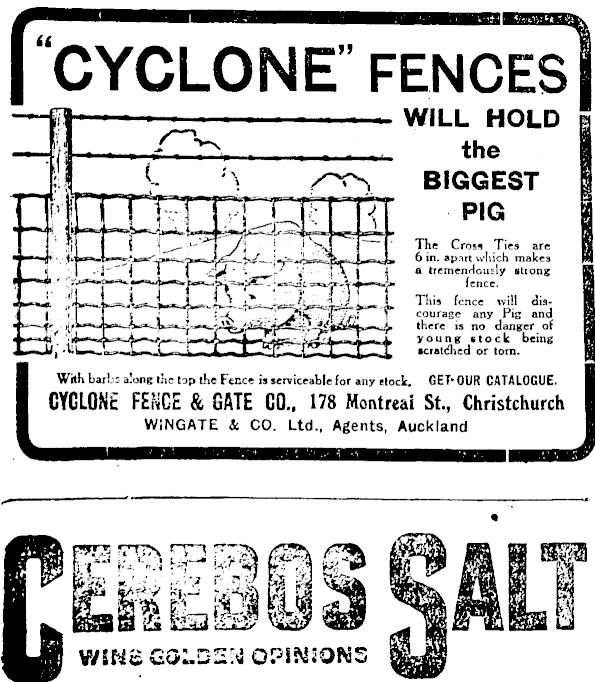 "CYCLONE" FENCES
WILL HOLD
the
BIGGEST
PIG
The Cross Ties are
6 in. apart which makes
a tremendously strong
fence.
This fence will dis-
courage any Pig and
there is no danger of
young stock being
scratched or torn.
With barbs along the top the Fence is serviceable for any stock. GET OUR CATALOGUE.
CYCLONE FENCE & GATE CO., 178 Montreal St., Christchurch
WINGATE & CO. Ltd., Agents, Auckland
CEREBOS SALT
WINS GOLDEN OPINIONS